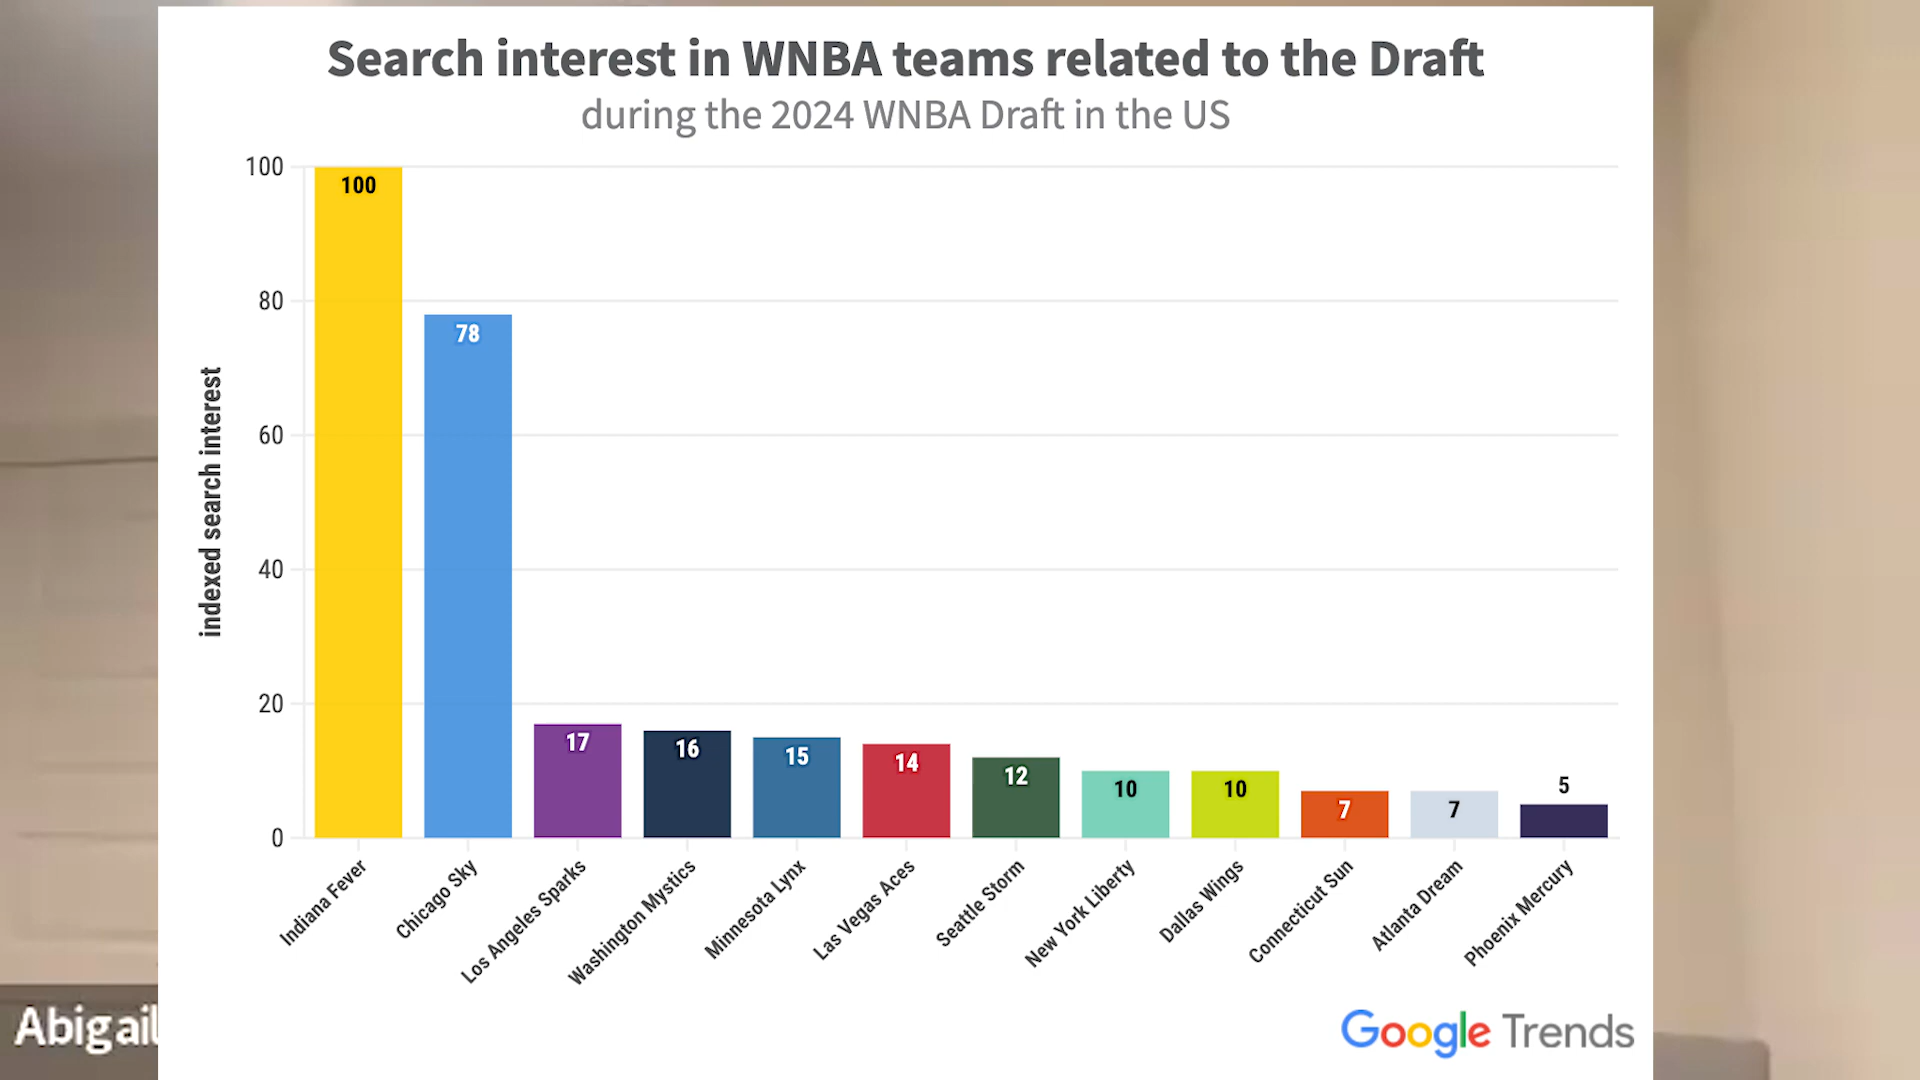 Search interest in WNBA teams related to the Draft
during the 2024 WNBA Draft in the US
indexed search interest
100
80
60
40
20
0
100
78
17
16
15
14
12
10
10
7
7
5
Indiana Fever
Chicago Sky
Los Angeles Sparks
Washington Mystics
Minnesota Lynx
Las Vegas Aces
Seattle Storm
New York Liberty
Dallas Wings
Connecticut Sun
Atlanta Dream
Phoenix Mercury
Abigail
Google Trends